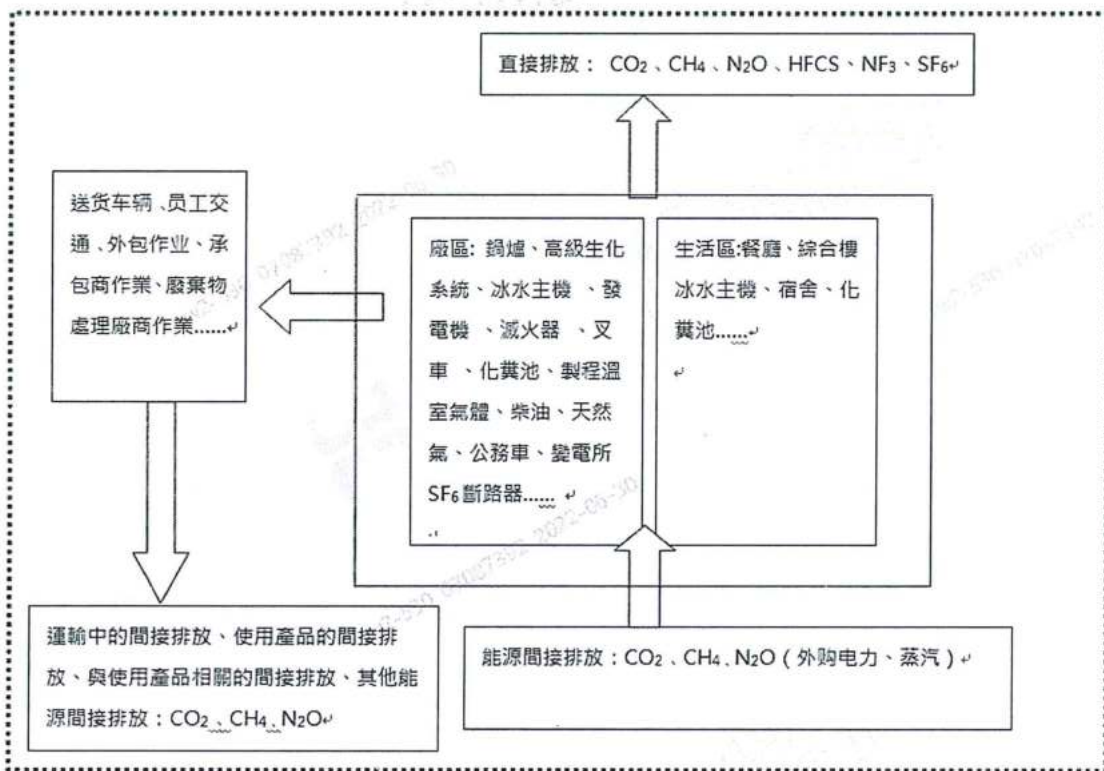 直接排放： CO₂、CH₄、N₂O、HFCS、NF₃、SF₆
送货车辆、员工交
通、外包作业、承
包商作業、廢棄物
處理廠商作業......
廠區: 鍋爐、高級生化
系統、冰水主機 、發
電機 、滅火器 、叉
車 、化糞池、製程溫
室氣體、柴油、天然
氣、公務車、變電所
SF₆斷路器......
生活區:餐廳、綜合樓
冰水主機、宿舍、化
糞池......
運輸中的間接排放、使用產品的間接排
放、與使用產品相關的間接排放、其他能
源間接排放：CO₂、CH₄、N₂O
能源間接排放：CO₂、CH₄、N₂O（外购电力、蒸汽）